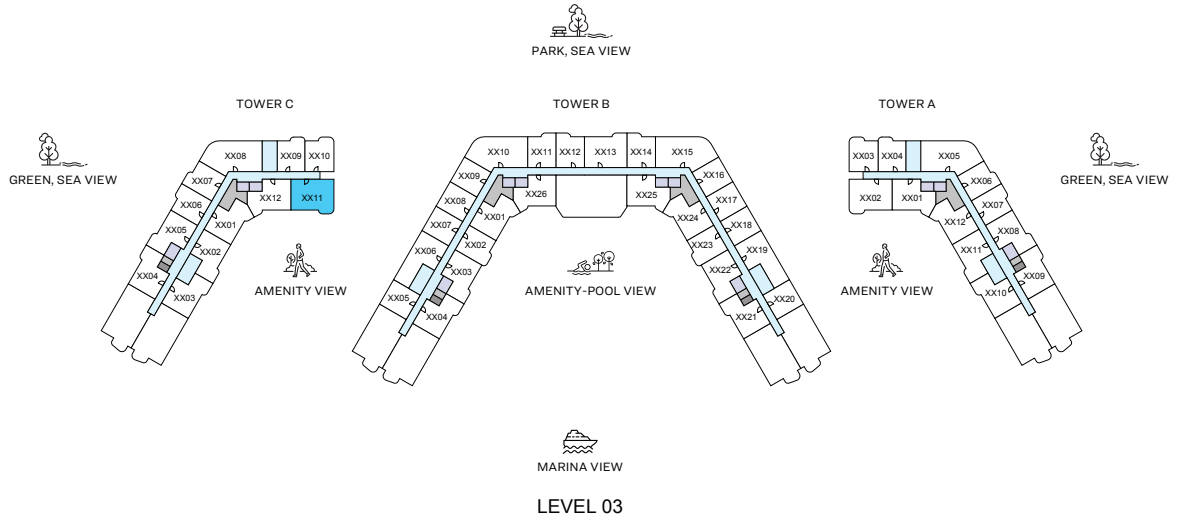 PARK, SEA VIEW
TOWER C
TOWER B
TOWER A
GREEN, SEA VIEW
GREEN, SEA VIEW
XX08
XX09
XX10
XX07
XX06
XX05
XX04
XX03
XX02
XX01
XX12
XX11
AMENITY VIEW
XX10
XX11
XX12
XX13
XX14
XX15
XX09
XX08
XX07
XX06
XX05
XX04
XX03
XX02
XX01
XX26
XX25
XX16
XX17
XX18
XX19
XX20
XX21
XX22
XX23
XX24
AMENITY-POOL VIEW
XX03
XX04
XX05
XX02
XX01
XX06
XX07
XX08
XX09
XX10
XX11
XX12
AMENITY VIEW
MARINA VIEW
LEVEL 03